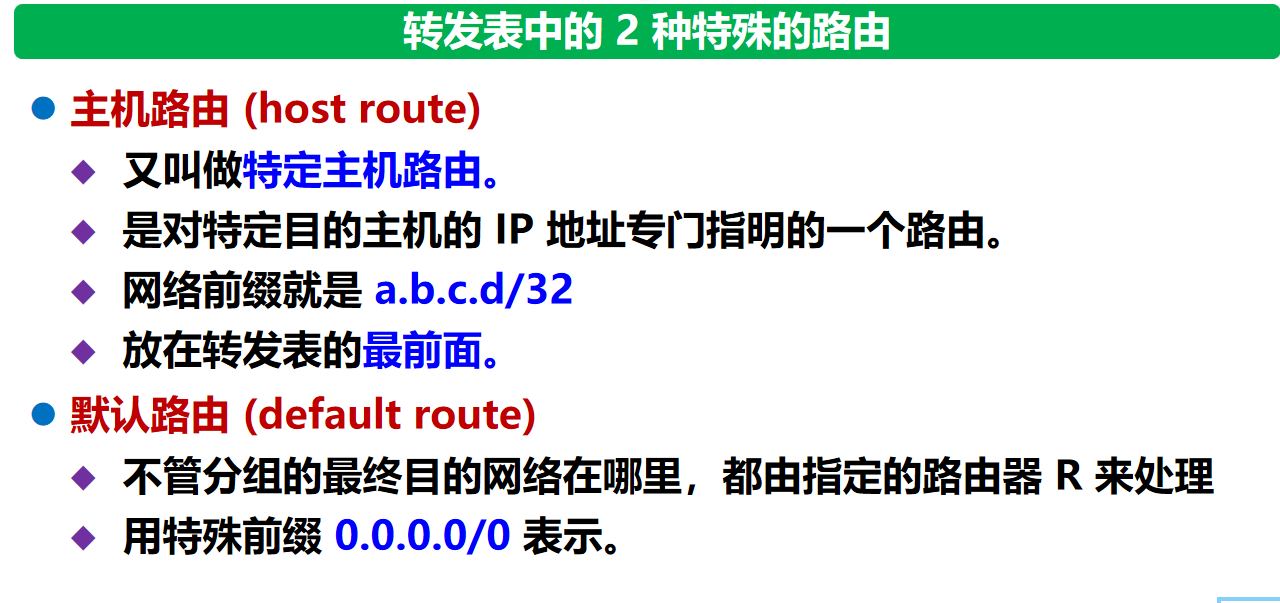 转发表中的 2 种特殊的路由
主机路由 (host route)
又叫做特定主机路由。
是对特定目的主机的 IP 地址专门指明的一个路由。
网络前缀就是 a.b.c.d/32
放在转发表的最前面。
默认路由 (default route)
不管分组的最终目的网络在哪里，都由指定的路由器 R 来处理
用特殊前缀 0.0.0.0/0 表示。